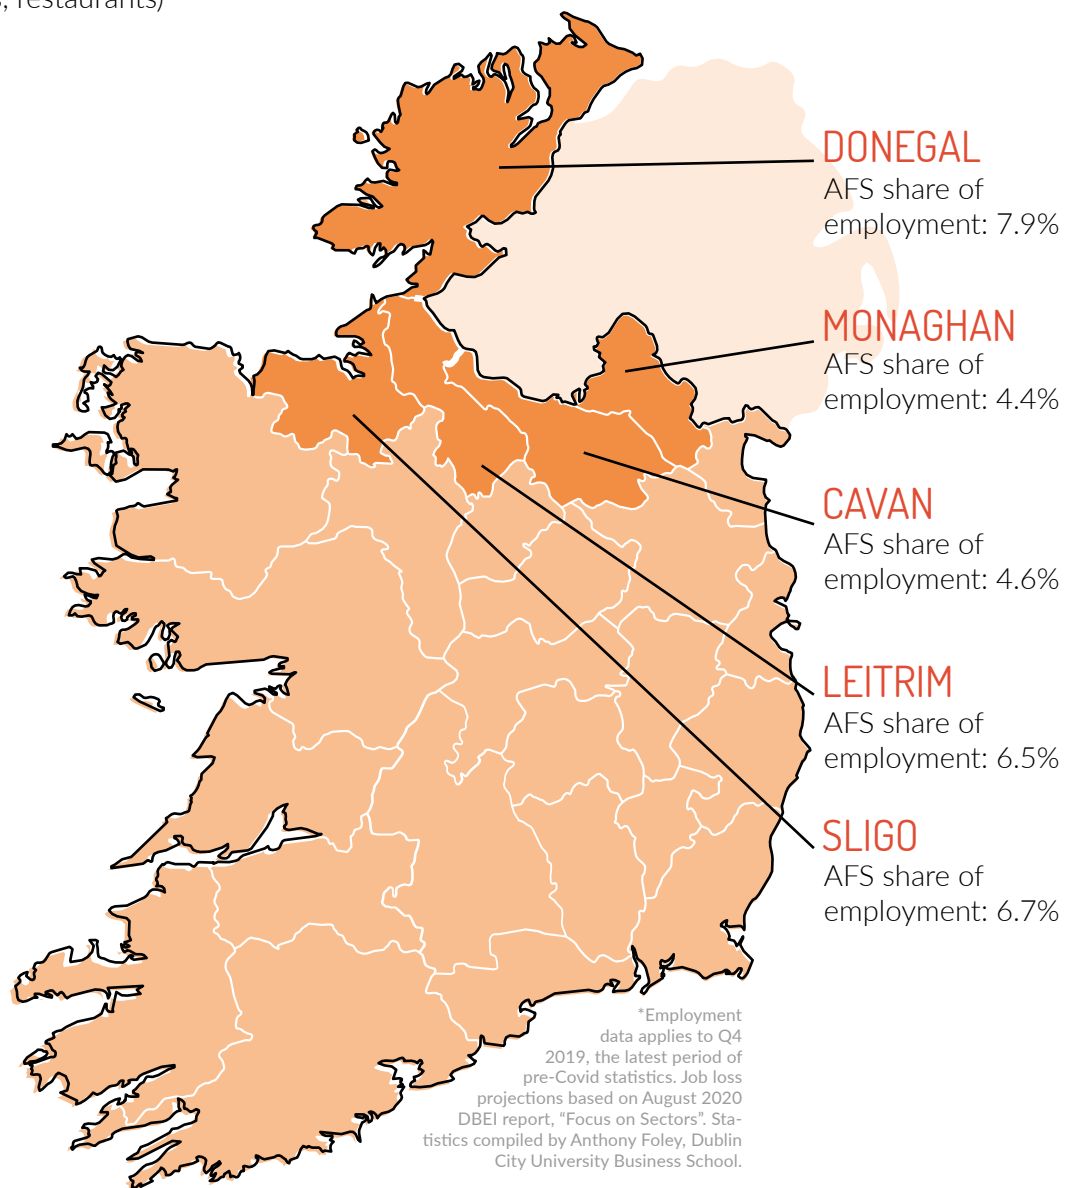 restaurants)
DONEGAL
AFS share of
employment: 7.9%
MONAGHAN
AFS share of
employment: 4.4%
CAVAN
AFS share of
employment: 4.6%
LEITRIM
AFS share of
employment: 6.5%
SLIGO
AFS share of
employment: 6.7%
*Employment
data applies to Q4
2019, the latest period of
pre-Covid statistics. Job loss
projections based on August 2020
DBEI report, “Focus on Sectors”. Sta-
tistics compiled by Anthony Foley, Dublin
City University Business School.